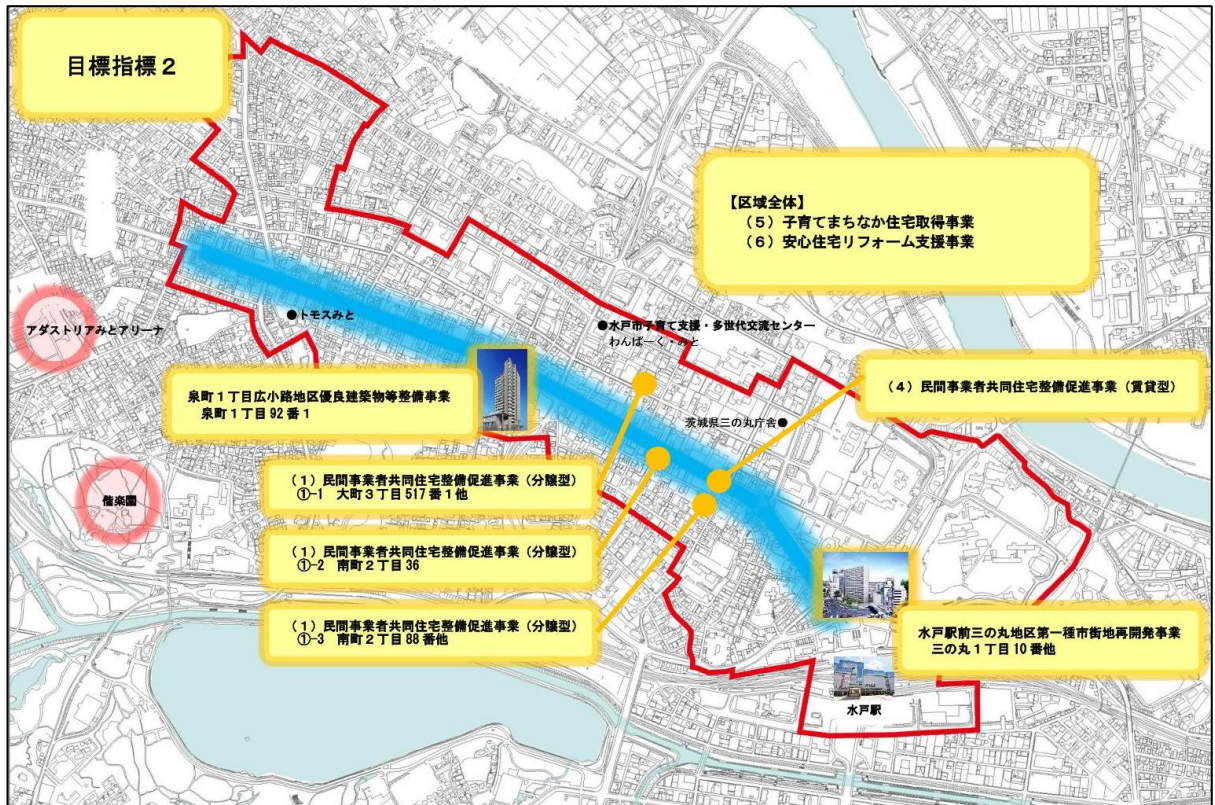 目標指標2
【区域全体】
（5）子育てまちなか住宅取得事業
（6）安心住宅リフォーム支援事業
アダストリアみとアリーナ
●トモスみと
●水戸市子育て支援・多世代交流センター
わんぱーく・みと
泉町1丁目広小路地区優良建築物等整備事業
泉町1丁目92番1
（4）民間事業者共同住宅整備促進事業（賃貸型）
茨城県三の丸庁舎●
（1）民間事業者共同住宅整備促進事業（分譲型）
①-1 大町3丁目517番1他
偕楽園
（1）民間事業者共同住宅整備促進事業（分譲型）
①-2 南町2丁目36
（1）民間事業者共同住宅整備促進事業（分譲型）
①-3 南町2丁目88番他
水戸駅前三の丸地区第一種市街地再開発事業
三の丸1丁目10番他
水戸駅